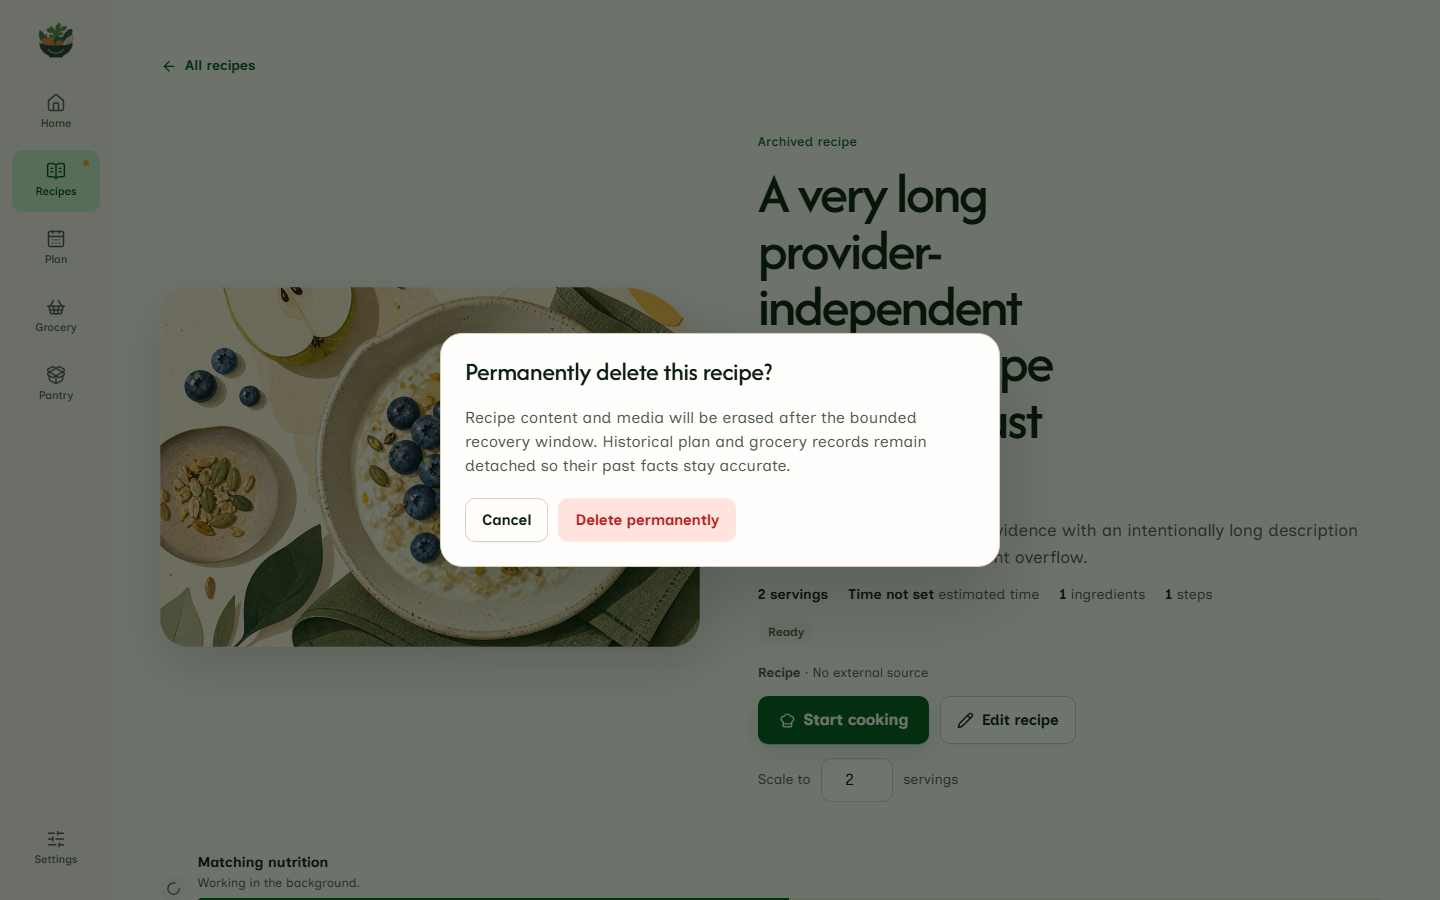 All recipes
Home
Recipes
Plan
Grocery
Pantry
Settings
Archived recipe
A very long
provider-
independent
Permanently delete this recipe?
Recipe content and media will be erased after the bounded
recovery window. Historical plan and grocery records remain
detached so their past facts stay accurate.
Cancel
Delete permanently
with an intentionally long description
overflow.
2 servings Time not set estimated time 1 ingredients 1 steps
Ready
Recipe · No external source
Start cooking
Edit recipe
Scale to 2 servings
Matching nutrition
Working in the background.